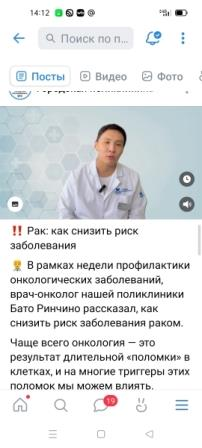 14:12
Поиск по п...
Посты
Видео
Фото
Рак: как снизить риск
заболевания
В рамках недели профилактики
онкологических заболеваний,
врач-онколог нашей поликлиники
Бато Ринчино рассказал, как
снизить риск заболевания раком.
Чаще всего онкология — это
результат длительной «поломки» в
клетках, и на многие триггеры этих
поломок мы можем влиять.
19